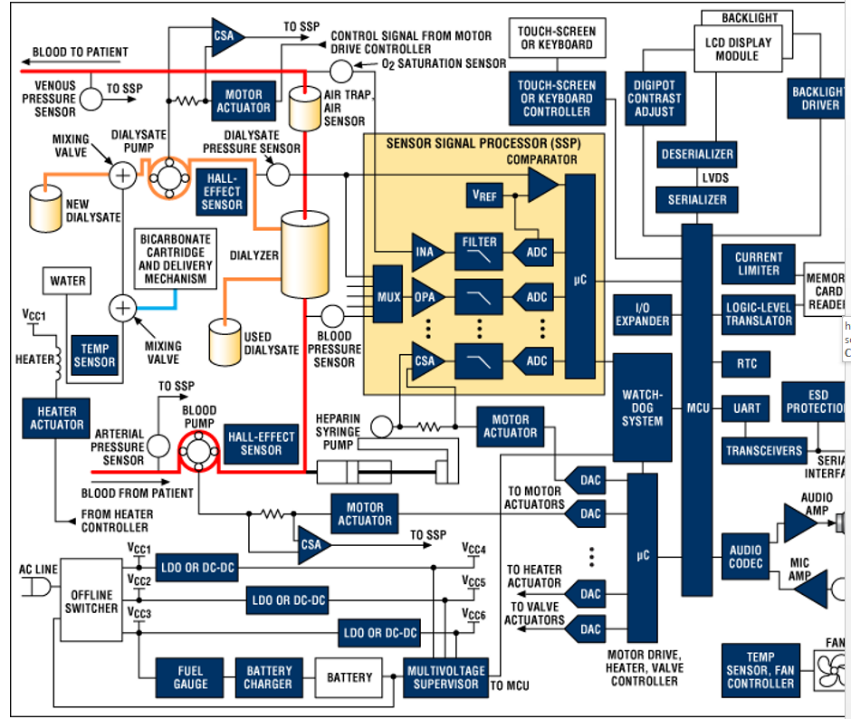 BACKLIGHT
TO SSP
CSA
CONTROL SIGNAL FROM MOTOR
DRIVE CONTROLLER
TOUCH-SCREEN
OR KEYBOARD
LCD DISPLAY
MODULE
BLOOD TO PATIENT
O2 SATURATION SENSOR
VENOUS
PRESSURE
SENSOR
TO SSP
MOTOR
ACTUATOR
AIR TRAP,
AIR
SENSOR
TOUCH-SCREEN
OR KEYBOARD
CONTROLLER
DIGIPOT
CONTRAST
ADJUST
BACKLIGHT
DRIVER
MIXING
VALVE
DIALYSATE
PUMP
DIALYSATE
PRESSURE SENSOR
SENSOR SIGNAL PROCESSOR (SSP)
COMPARATOR
DESERIALIZER
LVDS
SERIALIZER
HALL-
EFFECT
SENSOR
VREF
NEW
DIALYSATE
BICARBONATE
CARTRIDGE
AND DELIVERY
MECHANISM
DIALYZER
INA
FILTER
ADC
µC
CURRENT
LIMITER
WATER
MUX
OPA
ADC
MEMOR
CARD
READE
VCC1
I/O
EXPANDER
LOGIC-LEVEL
TRANSLATOR
HEATER
TEMP
SENSOR
MIXING
VALVE
USED
DIALYSATE
BLOOD
PRESSURE
SENSOR
CSA
ADC
RTC
TO SSP
WATCH-
DOG
SYSTEM
MCU
HEATER
ACTUATOR
BLOOD
PUMP
HEPARIN
SYRINGE
PUMP
MOTOR
ACTUATOR
UART
ESD
PROTECTIO
ARTERIAL
PRESSURE
SENSOR
HALL-EFFECT
SENSOR
TRANSCEIVERS
SERIA
INTERFA
BLOOD FROM PATIENT
TO MOTOR
ACTUATORS
DAC
DAC
FROM HEATER
CONTROLLER
MOTOR
ACTUATOR
CSA
TO SSP
AUDIO
AMP
AC LINE
OFFLINE
SWITCHER
VCC1
LDO OR DC-DC
VCC4
µC
AUDIO
CODEC
MIC
AMP
VCC2
LDO OR DC-DC
VCC5
TO HEATER
ACTUATOR
DAC
VCC3
LDO OR DC-DC
VCC6
TO VALVE
ACTUATORS
DAC
FUEL
GAUGE
BATTERY
CHARGER
BATTERY
MULTIVOLTAGE
SUPERVISOR
TO MCU
MOTOR DRIVE,
HEATER, VALVE
CONTROLLER
TEMP
SENSOR, FAN
CONTROLLER
FAN